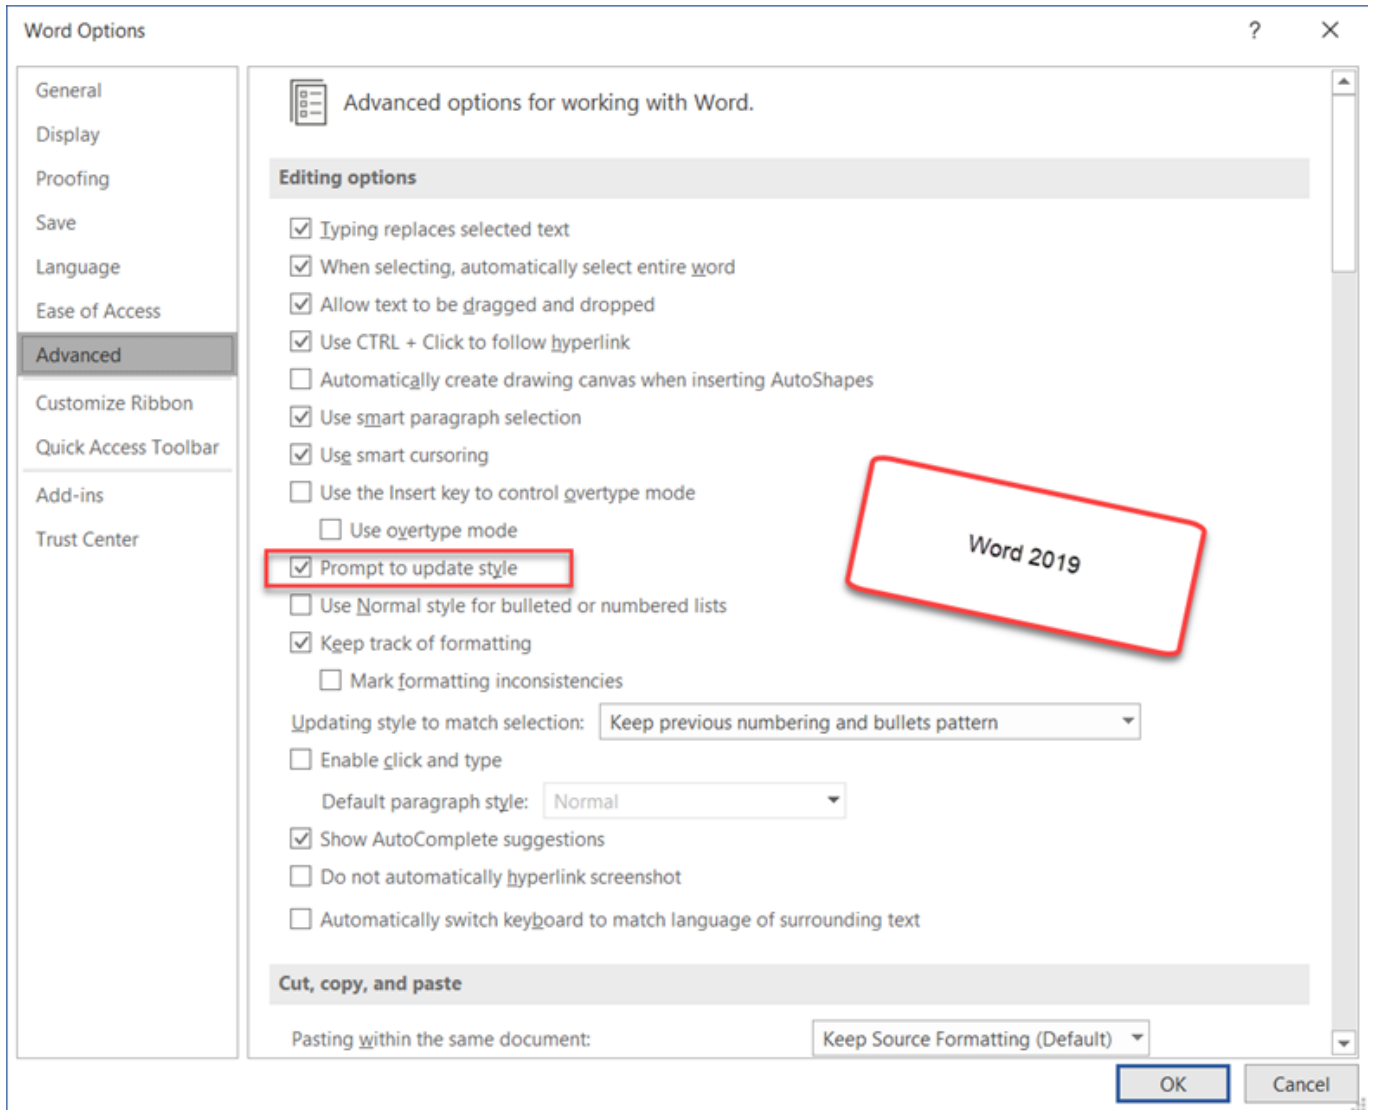 Word Options
?
General
Display
Proofing
Save
Language
Ease of Access
Advanced
Customize Ribbon
Quick Access Toolbar
Add-ins
Trust Center
Advanced options for working with Word.
Editing options
Typing replaces selected text
When selecting, automatically select entire word
Allow text to be dragged and dropped
Use CTRL + Click to follow hyperlink
Automatically create drawing canvas when inserting AutoShapes
Use smart paragraph selection
Use smart cursoring
Use the Insert key to control overtype mode
Use overtype mode
Prompt to update style
Use Normal style for bulleted or numbered lists
Keep track of formatting
Mark formatting inconsistencies
Updating style to match selection: Keep previous numbering and bullets pattern
Enable click and type
Default paragraph style: Normal
Show AutoComplete suggestions
Do not automatically hyperlink screenshot
Automatically switch keyboard to match language of surrounding text
Word 2019
Cut, copy, and paste
Pasting within the same document: Keep Source Formatting (Default)
OK
Cancel